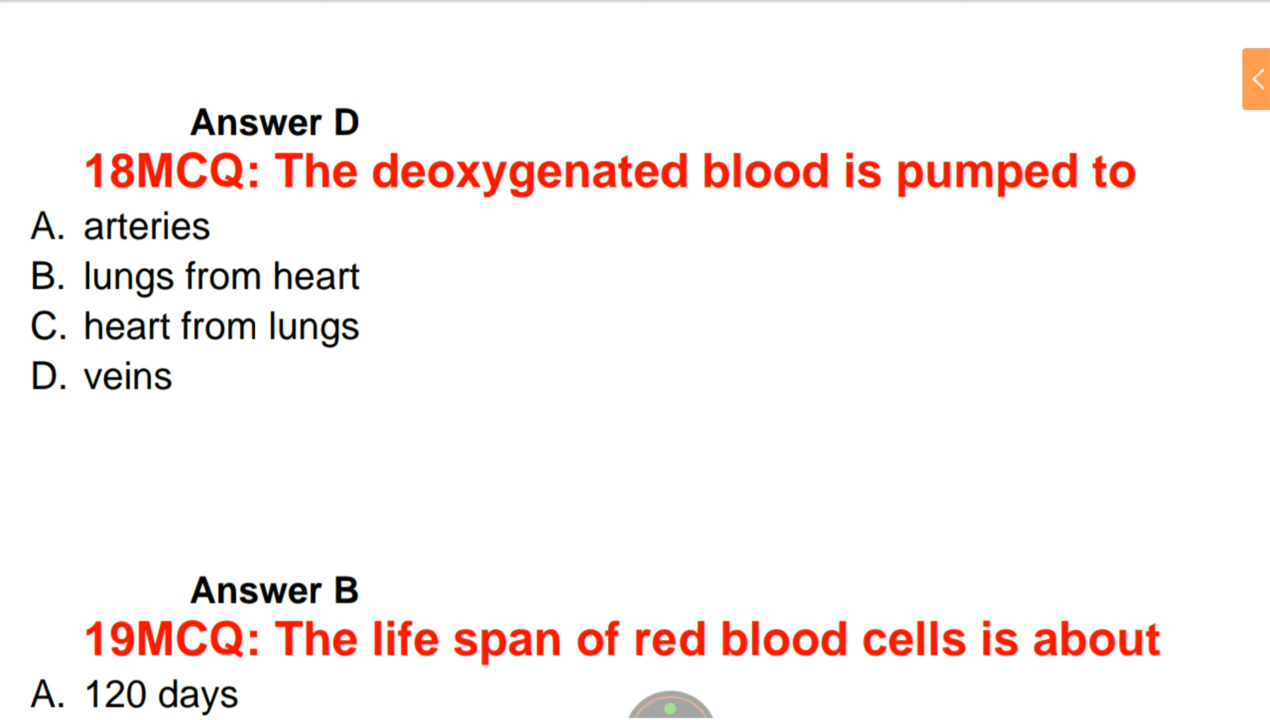 Answer D
18MCQ: The deoxygenated blood is pumped to
A. arteries
B. lungs from heart
C. heart from lungs
D. veins
Answer B
19MCQ: The life span of red blood cells is about
A. 120 days